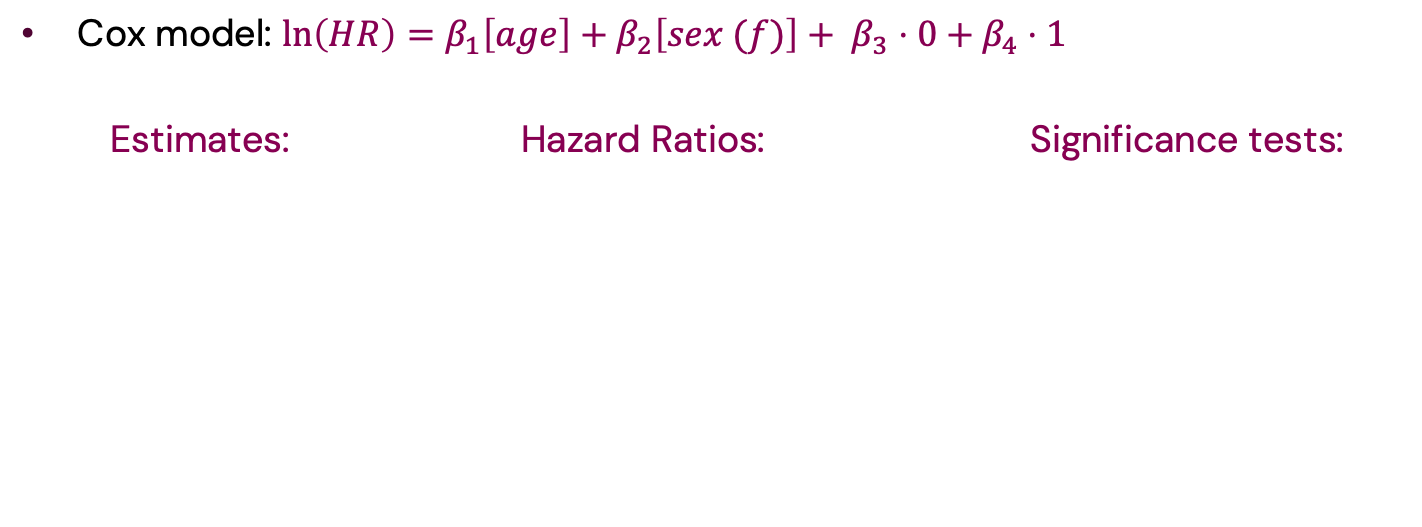 • Cox model: ln(HR) = β₁[age] + β₂[sex (f)] + β₃ · 0 + β₄ · 1
Estimates: Hazard Ratios: Significance tests: